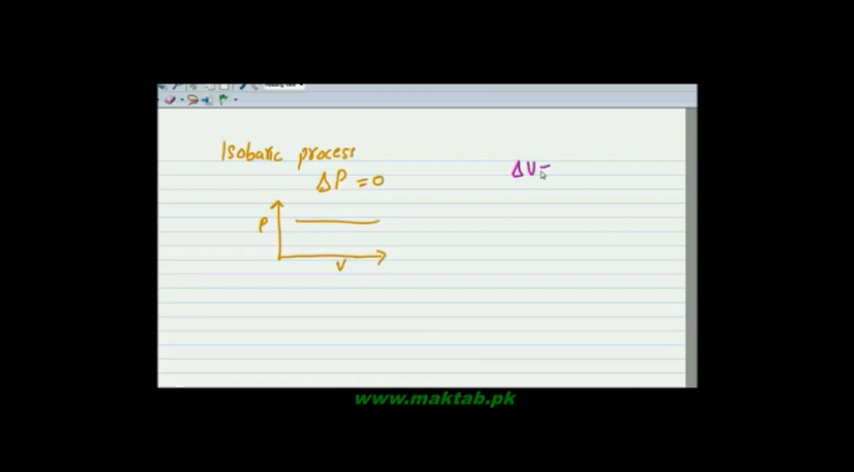 Isobaric process
ΔP = 0
ΔV=
P
V
www.maktab.pk